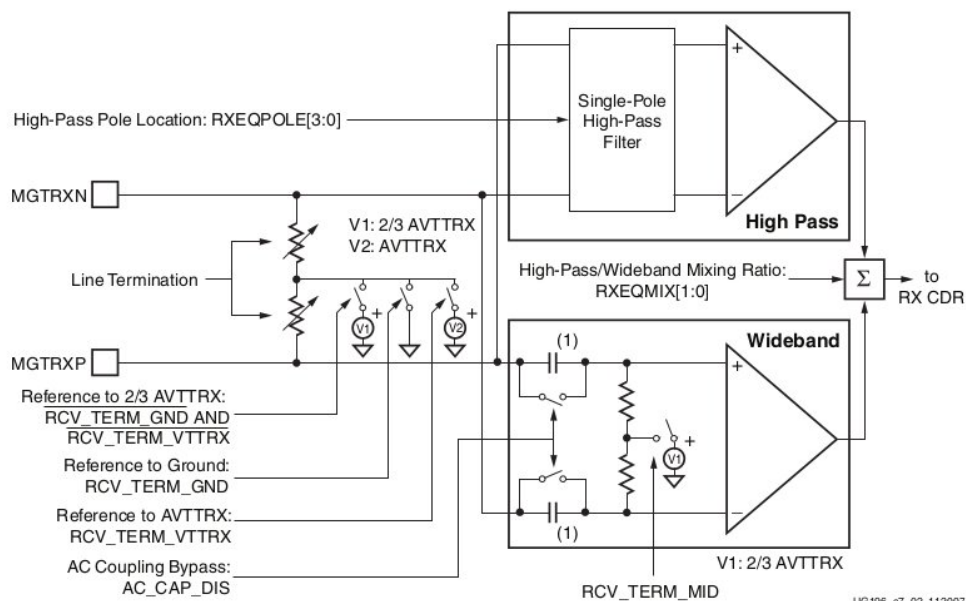 High-Pass Pole Location: RXEQPOLE[3:0]
Single-Pole
High-Pass
Filter
+
−
High Pass
MGTRXN
V1: 2/3 AVTTRX
V2: AVTTRX
Line Termination
High-Pass/Wideband Mixing Ratio:
RXEQMIX[1:0]
Σ
to
RX CDR
V1
+
V2
+
MGTRXP
(1)
Wideband
+
Reference to 2/3 AVTTRX:
RCV_TERM_GND AND
RCV_TERM_VTTRX
V1
+
Reference to Ground:
RCV_TERM_GND
Reference to AVTTRX:
RCV_TERM_VTTRX
(1)
−
AC Coupling Bypass:
AC_CAP_DIS
V1: 2/3 AVTTRX
RCV_TERM_MID